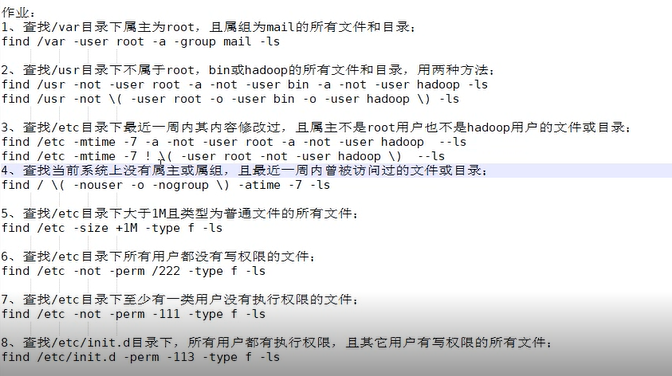 作业：
1、查找/var目录下属主为root，且属组为mail的所有文件和目录；
find /var -user root -a -group mail -ls
2、查找/usr目录下不属于root，bin或hadoop的所有文件和目录，用两种方法；
find /usr -not -user root -a -not -user bin -a -not -user hadoop -ls
find /usr -not \( -user root -o -user bin -o -user hadoop \) -ls
3、查找/etc目录下最近一周内其内容修改过，且属主不是root用户也不是hadoop用户的文件或目录；
find /etc -mtime -7 -a -not -user root -a -not -user hadoop  --ls
find /etc -mtime -7 ! \( -user root -not -user hadoop \)  --ls
4、查找当前系统上没有属主或属组，且最近一周内曾被访问过的文件或目录；
find / \( -nouser -o -nogroup \) -atime -7 -ls
5、查找/etc目录下大于1M且类型为普通文件的所有文件；
find /etc -size +1M -type f -ls
6、查找/etc目录下所有用户都没有写权限的文件；
find /etc -not -perm /222 -type f -ls
7、查找/etc目录下至少有一类用户没有执行权限的文件；
find /etc -not -perm -111 -type f -ls
8、查找/etc/init.d目录下，所有用户都有执行权限，且其它用户有写权限的所有文件；
find /etc/init.d -perm -113 -type f -ls